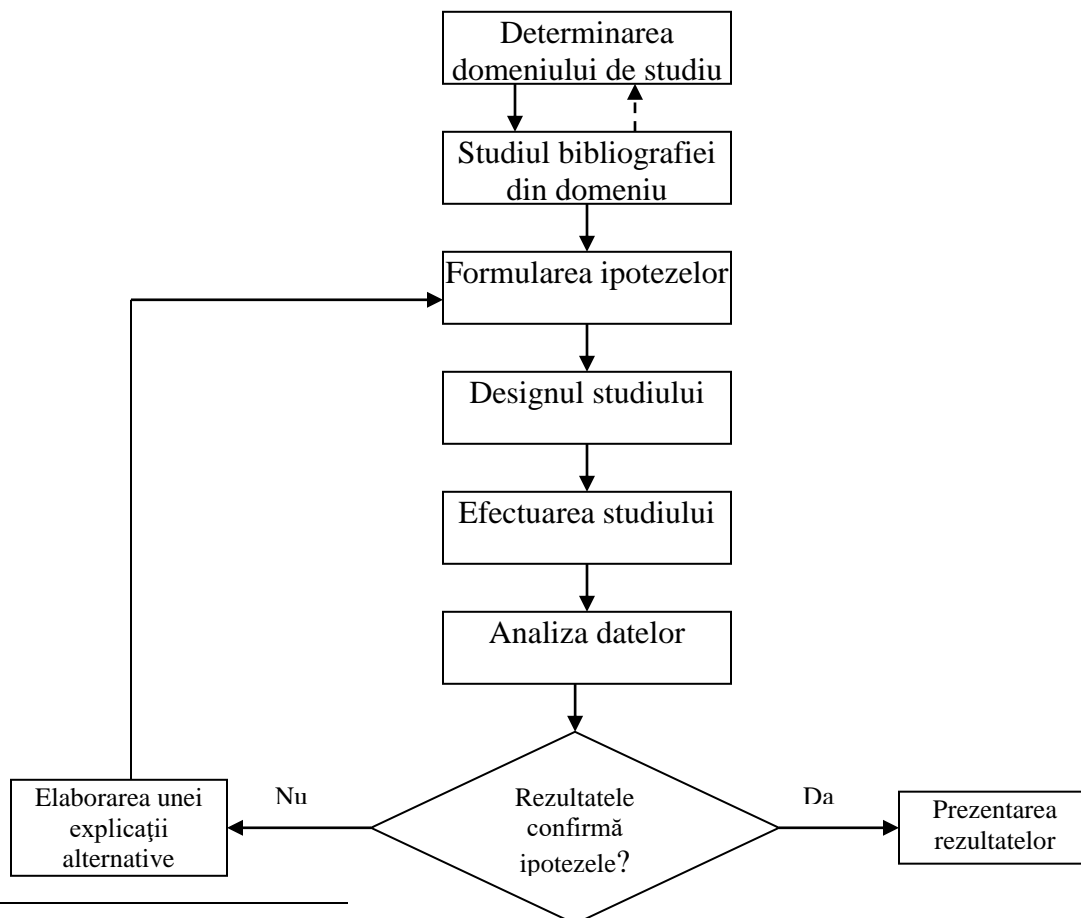 Determinarea
domeniului de studiu
Studiul bibliografiei
din domeniu
Formularea ipotezelor
Designul studiului
Efectuarea studiului
Analiza datelor
Rezultatele
confirmă
ipotezele?
Nu
Da
Elaborarea unei
explicaţii
alternative
Prezentarea
rezultatelor